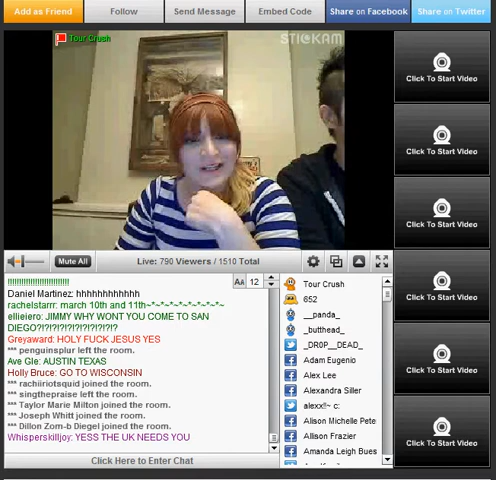 Add as Friend
Follow
Send Message
Embed Code
Share on Facebook
Share on Twitter
Tour Crush
STICKAM
Click To Start Video
Click To Start Video
Click To Start Video
Click To Start Video
Click To Start Video
Click To Start Video
Mute All
Live: 790 Viewers / 1510 Total
AA 12
!!!!!!!!!!!!!!!!!!!!!!!!!!!!!
Daniel Martinez: hhhhhhhhhhhh
rachelstarrr: march 10th and 11th~*~*~*~*~*~*~*~
ellieiero: JIMMY WHY WONT YOU COME TO SAN
DIEGO?!?!?!?!?!?!?!?!?!?
Greyaward: HOLY FUCK JESUS YES
*** penguinsplur left the room.
Ave Gle: AUSTIN TEXAS
Holly Bruce: GO TO WISCONSIN
*** rachiiriotsquid joined the room.
*** singthepraise left the room.
*** Taylor Marie Milton joined the room.
*** Joseph Whitt joined the room.
*** Dillon Zom-b Diegel joined the room.
Whisperskilljoy: YESS THE UK NEEDS YOU
Click Here to Enter Chat
Tour Crush
652
__panda_
_butthead_
_DR0P__DEAD_
Adam Eugenio
Alex Lee
Alexandra Siller
alexx!!~ c:
Alison Michelle Pete
Allison Frazier
Amanda Leigh Bues